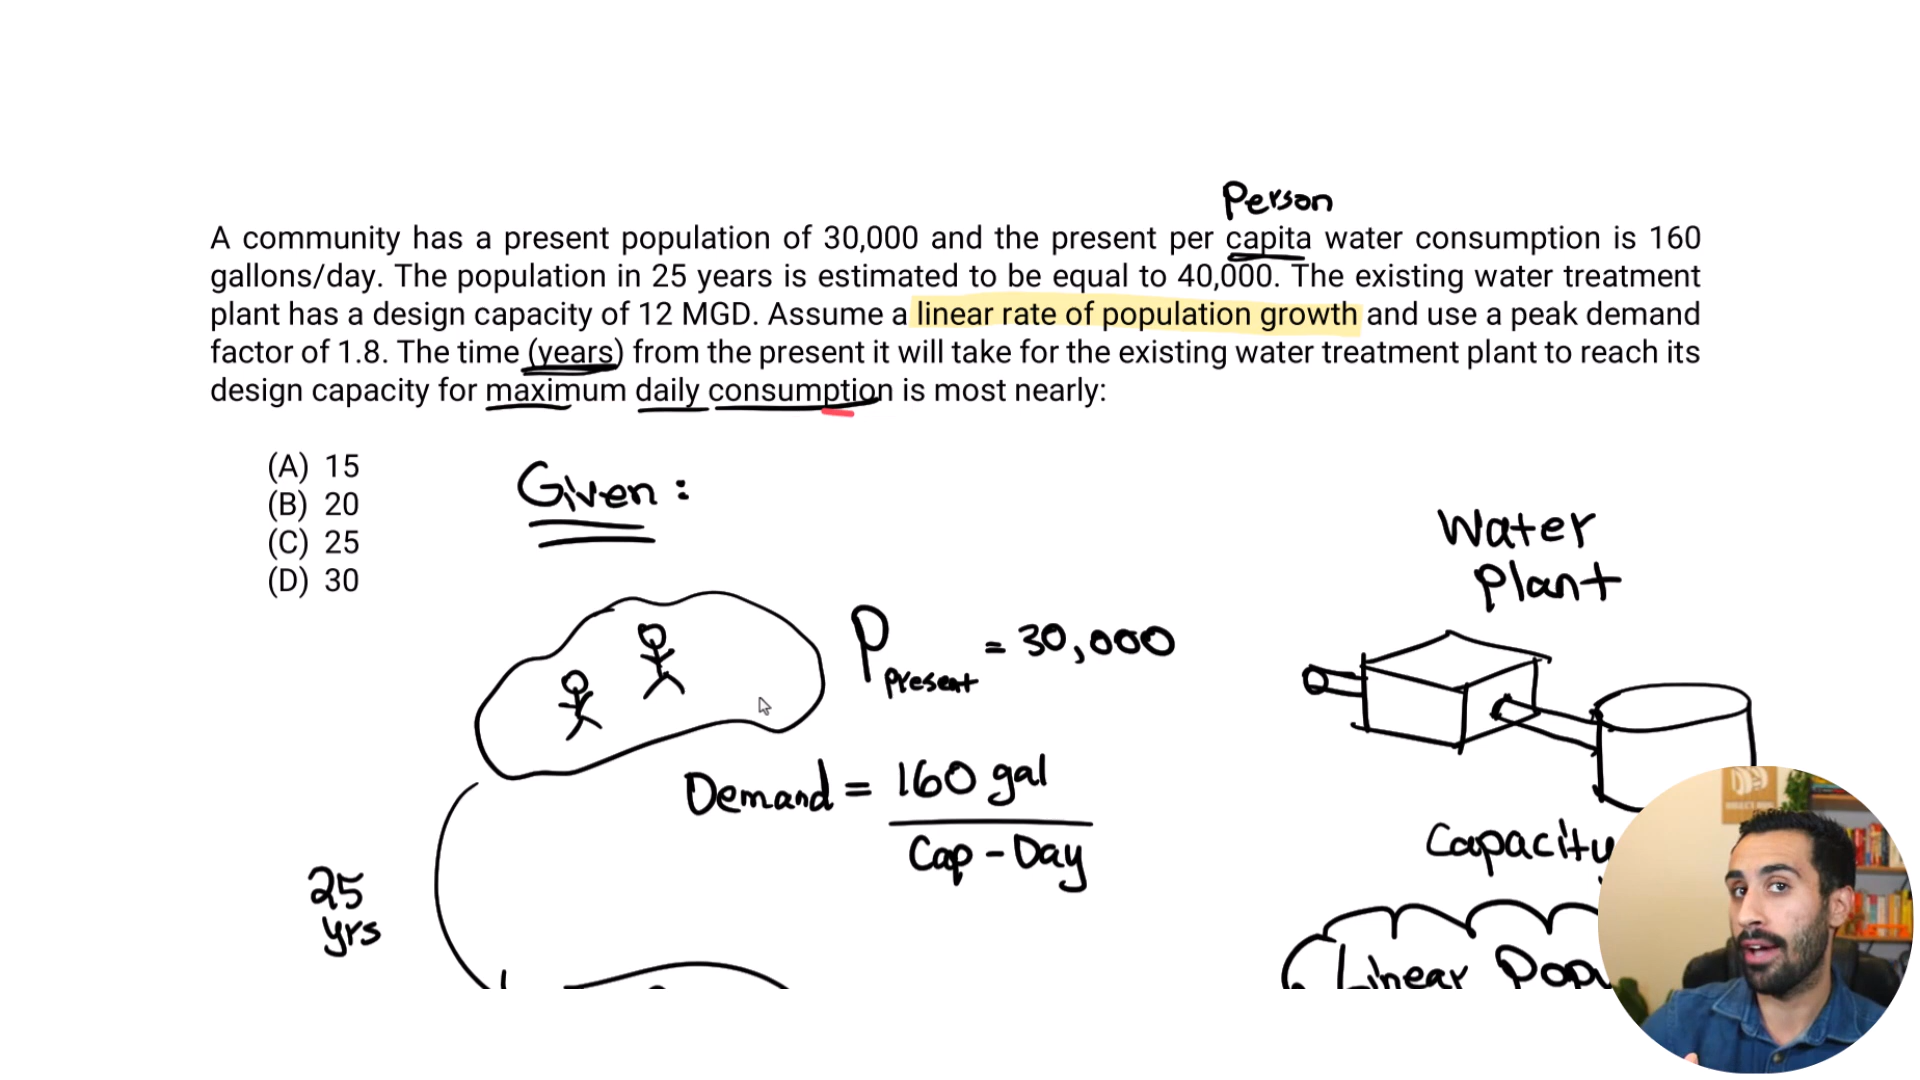 Person
A community has a present population of 30,000 and the present per capita water consumption is 160
gallons/day. The population in 25 years is estimated to be equal to 40,000. The existing water treatment
plant has a design capacity of 12 MGD. Assume a linear rate of population growth and use a peak demand
factor of 1.8. The time (years) from the present it will take for the existing water treatment plant to reach its
design capacity for maximum daily consumption is most nearly:
(A) 15
(B) 20
(C) 25
(D) 30
Given:
Water
Plant
P Present = 30,000
Demand = 160 gal
Cap - Day
Capacity
25
yrs
Linear